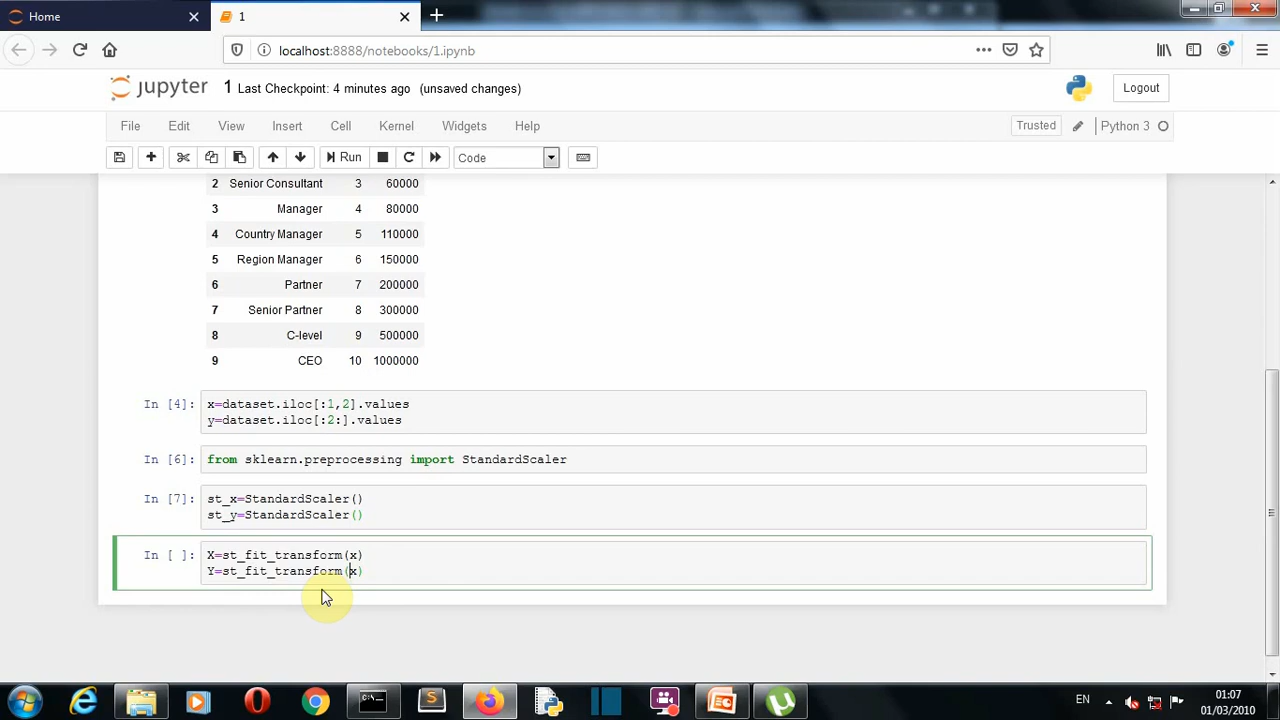 Home
1
localhost:8888/notebooks/1.ipynb
jupyter 1 Last Checkpoint: 4 minutes ago (unsaved changes)
Logout
File Edit View Insert Cell Kernel Widgets Help
Trusted Python 3
Run Code
2 Senior Consultant 3 60000
3 Manager 4 80000
4 Country Manager 5 110000
5 Region Manager 6 150000
6 Partner 7 200000
7 Senior Partner 8 300000
8 C-level 9 500000
9 CEO 10 1000000
In [4]: x=dataset.iloc[:1,2].values
y=dataset.iloc[:2:].values
In [6]: from sklearn.preprocessing import StandardScaler
In [7]: st_x=StandardScaler()
st_y=StandardScaler()
In [ ]: X=st_fit_transform(x)
Y=st_fit_transform(x)
EN
01:07
01/03/2010